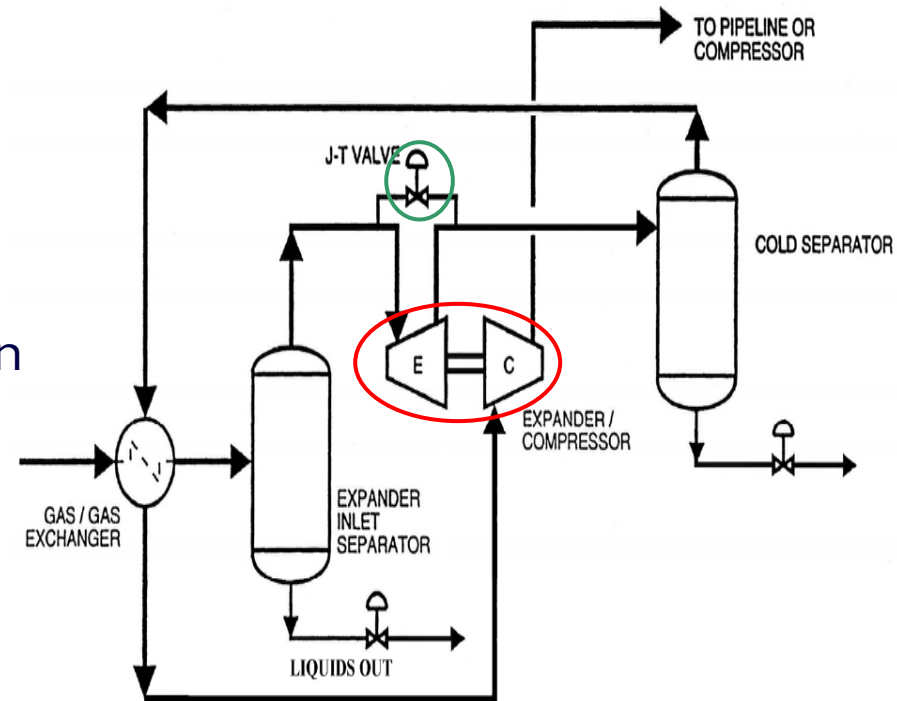 TO PIPELINE OR
COMPRESSOR
J-T VALVE
COLD SEPARATOR
n
E
C
EXPANDER /
COMPRESSOR
GAS / GAS
EXCHANGER
EXPANDER
INLET
SEPARATOR
LIQUIDS OUT